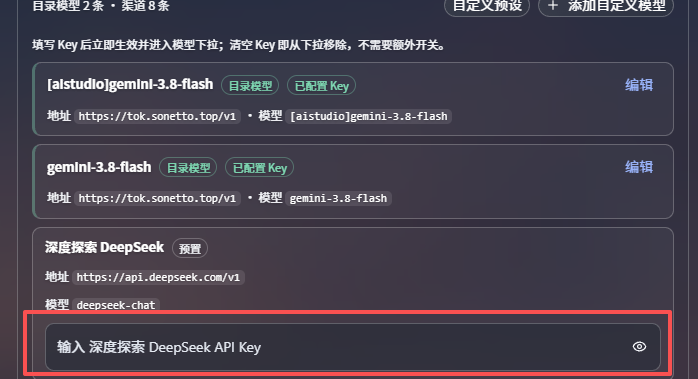 目录模型 2 条 • 渠道 8 条
自定义预设
+ 添加自定义模型
填写 Key 后立即生效并进入模型下拉；清空 Key 即从下拉移除，不需要额外开关。
[aistudio]gemini-3.8-flash 目录模型 已配置 Key 编辑
地址 https://tok.sonetto.top/v1 • 模型 [aistudio]gemini-3.8-flash
gemini-3.8-flash 目录模型 已配置 Key 编辑
地址 https://tok.sonetto.top/v1 • 模型 gemini-3.8-flash
深度探索 DeepSeek 预置
地址 https://api.deepseek.com/v1
模型 deepseek-chat
输入 深度探索 DeepSeek API Key